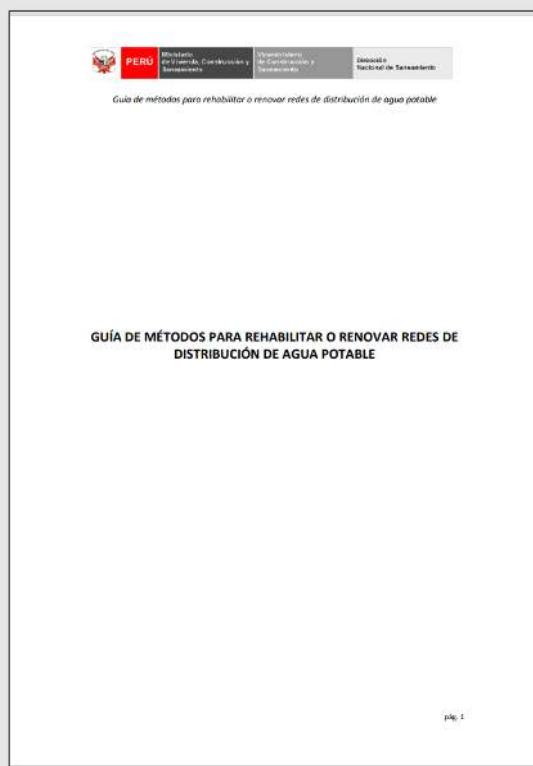 PERÚ
Ministerio
de Vivienda, Construcción y
Saneamiento
Viceministerio
de Construcción y
Saneamiento
Dirección
Nacional de Saneamiento
Guía de métodos para rehabilitar o renovar redes de distribución de agua potable
GUÍA DE MÉTODOS PARA REHABILITAR O RENOVAR REDES DE
DISTRIBUCIÓN DE AGUA POTABLE
pág. 1